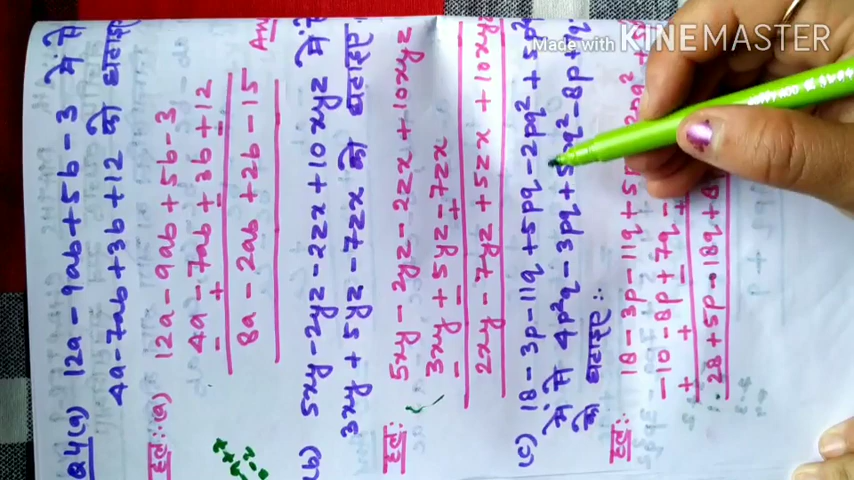 Q4(a) 12a - 9ab + 5b - 3 में से
4a - 7ab + 3b + 12 को घटाइए
हल:(a) 12a - 9ab + 5b - 3
4a - 7ab + 3b + 12
- + - -
8a - 2ab + 2b - 15 Ans
(b) 5xy - 2yz - 2zx + 10xyz में से
3xy + 5yz - 7zx को घटाइए
हल: 5xy - 2yz - 2zx + 10xyz
3xy + 5yz - 7zx
- - +
2xy - 7yz + 5zx + 10xyz
(c) 18 - 3p - 11q + 5pq - 2pq²
में से 4p²q - 3pq + 5pq² - 8p + 7q
को घटाइए:
हल: 18 - 3p - 11q
-10 - 8p + 7q
+ + -
28 + 5p - 18q
Made with KINEMASTER